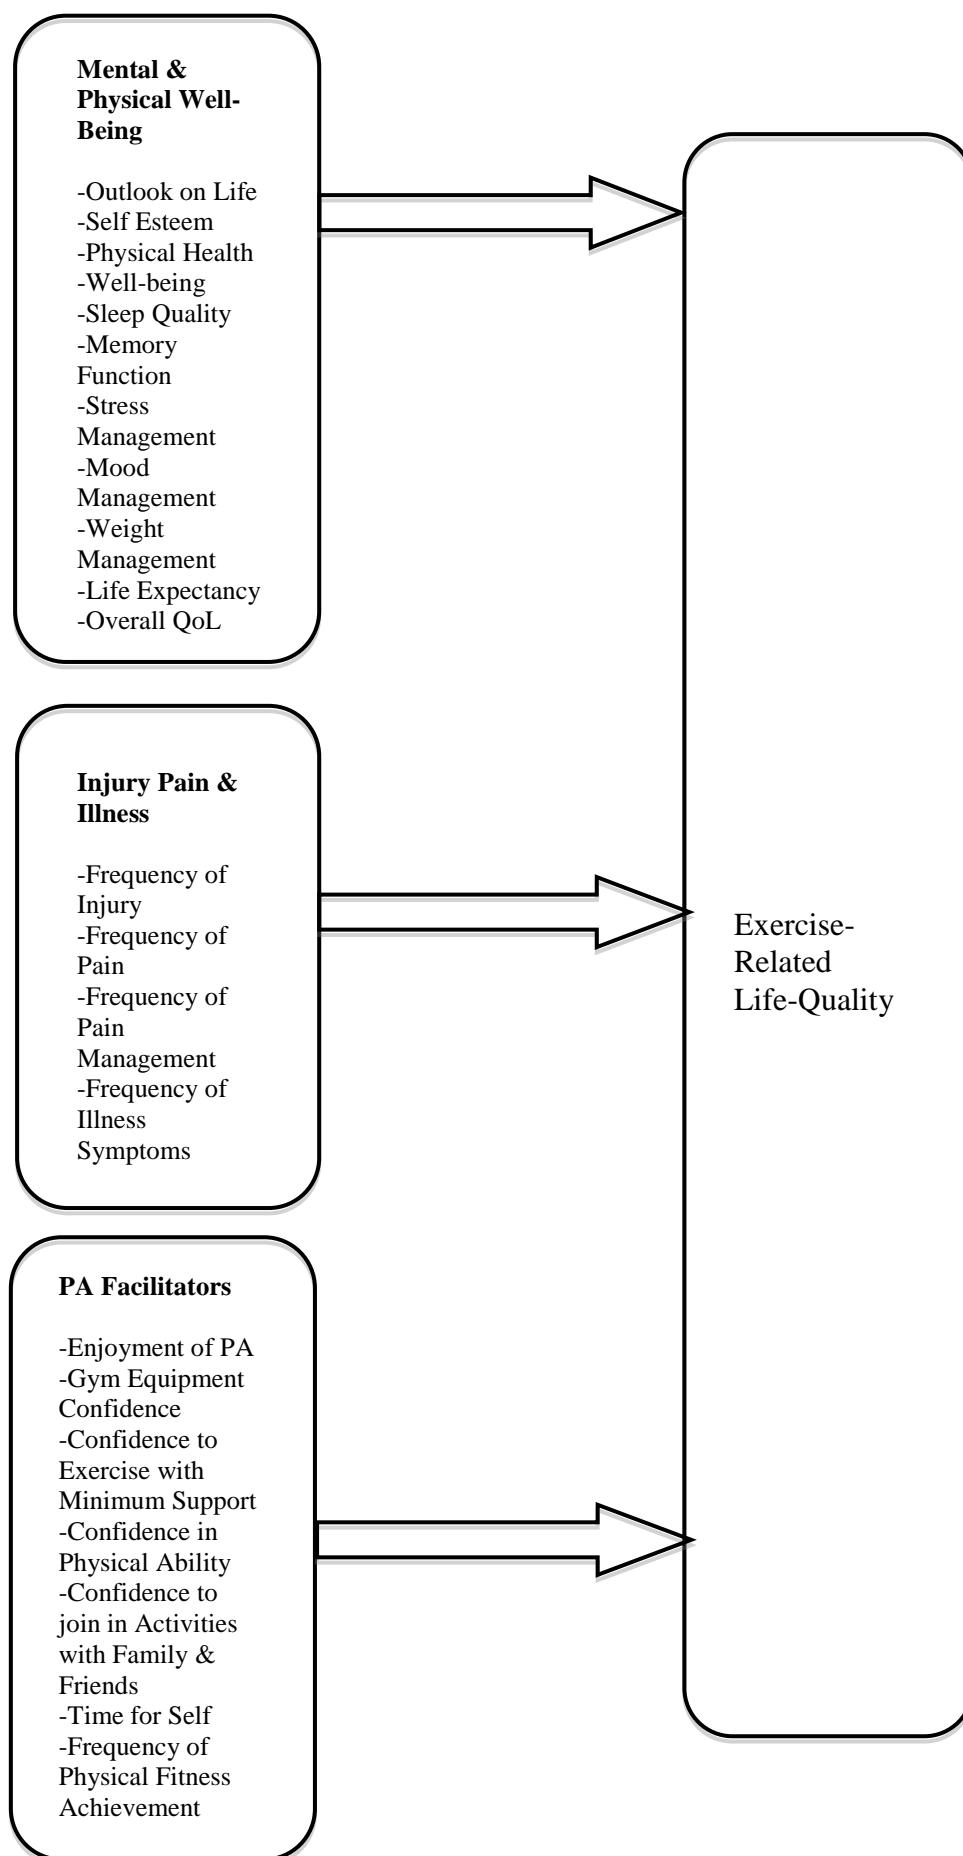 Mental &
Physical Well-
Being
-Outlook on Life
-Self Esteem
-Physical Health
-Well-being
-Sleep Quality
-Memory
Function
-Stress
Management
-Mood
Management
-Weight
Management
-Life Expectancy
-Overall QoL
Injury Pain &
Illness
-Frequency of
Injury
-Frequency of
Pain
-Frequency of
Pain
Management
-Frequency of
Illness
Symptoms
Exercise-
Related
Life-Quality
PA Facilitators
-Enjoyment of PA
-Gym Equipment
Confidence
-Confidence to
Exercise with
Minimum Support
-Confidence in
Physical Ability
-Confidence to
join in Activities
with Family &
Friends
-Time for Self
-Frequency of
Physical Fitness
Achievement